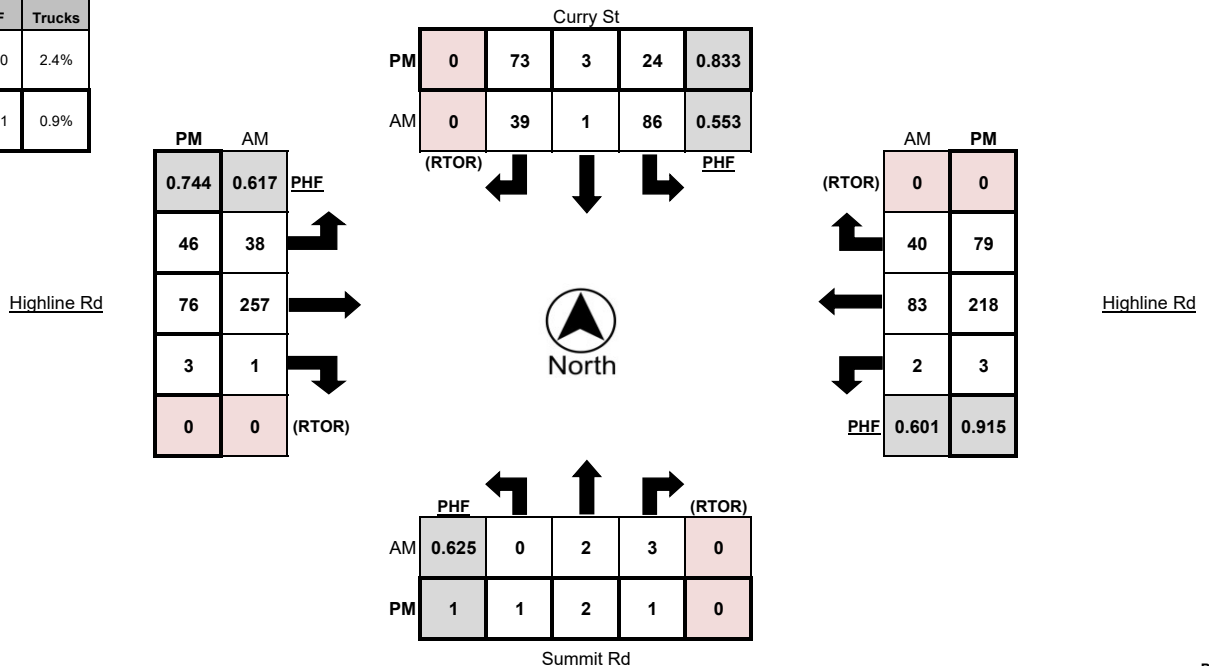 Trucks
2.4%
0.9%
Curry St
PM 0 73 3 24 0.833
AM 0 39 1 86 0.553
(RTOR) PHF
PM AM
0.744 0.617 PHF
46 38
76 257
3 1
0 0 (RTOR)
Highline Rd
North
AM PM
(RTOR) 0 0
40 79
83 218
2 3
PHF 0.601 0.915
Highline Rd
PHF (RTOR)
AM 0.625 0 2 3 0
PM 1 1 2 1 0
Summit Rd